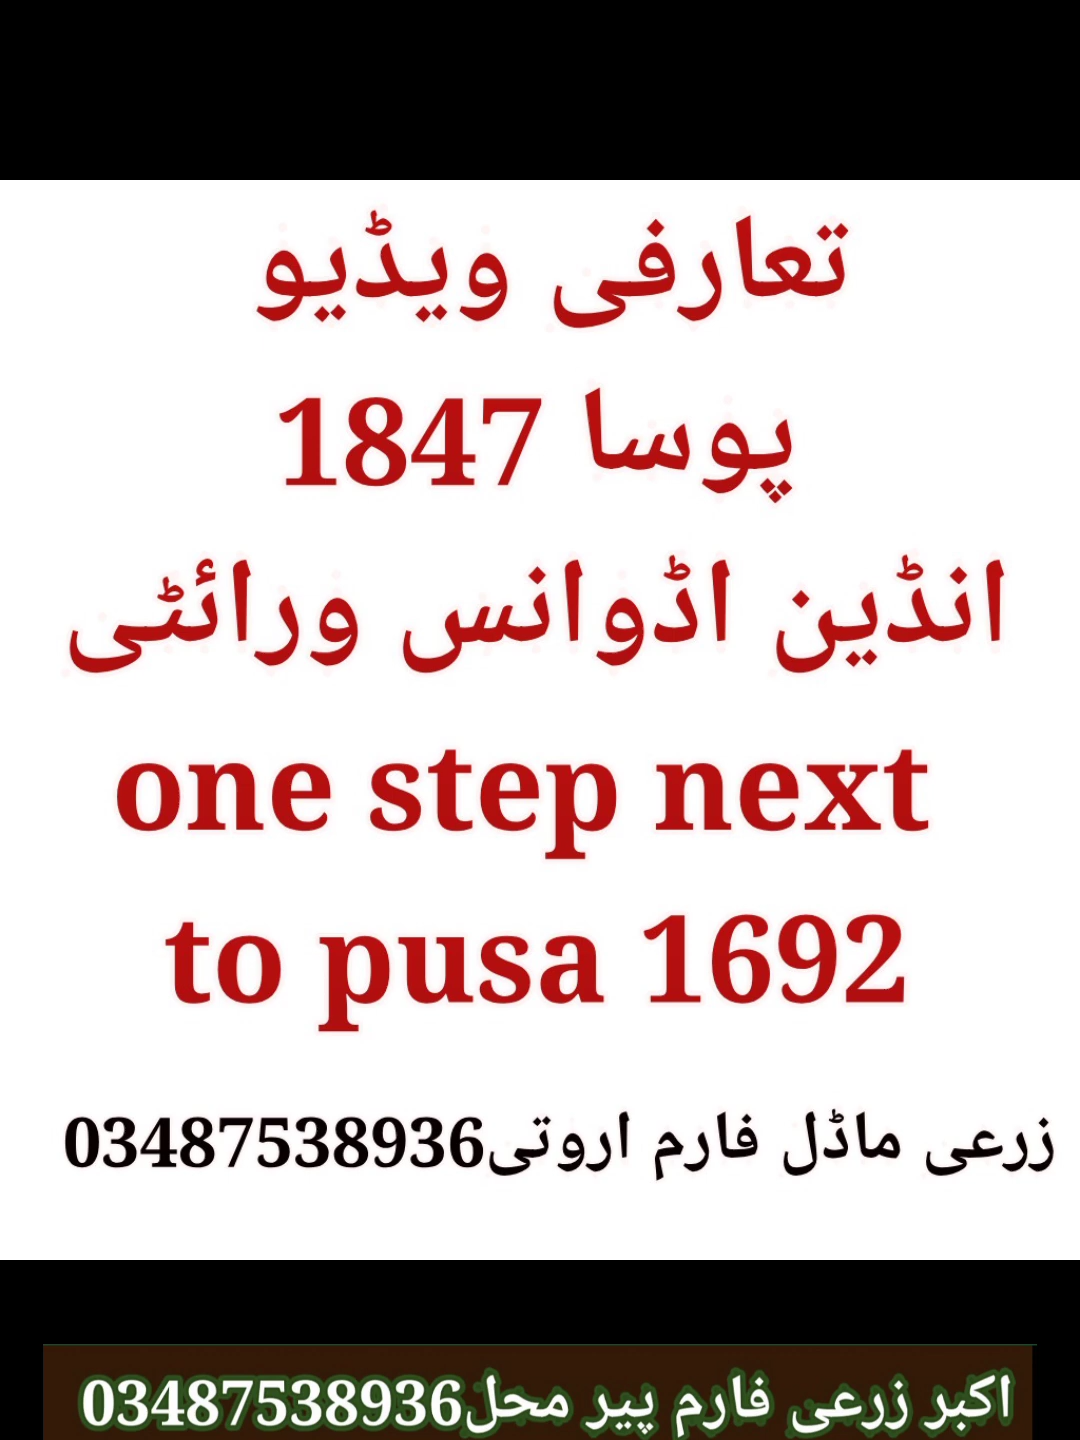 تعارفی ویڈیو
پوسا 1847
انڈین اڈوانس ورائٹی
one step next
to pusa 1692
زرعی ماڈل فارم اروتی03487538936
اکبر زرعی فارم پیر محل03487538936